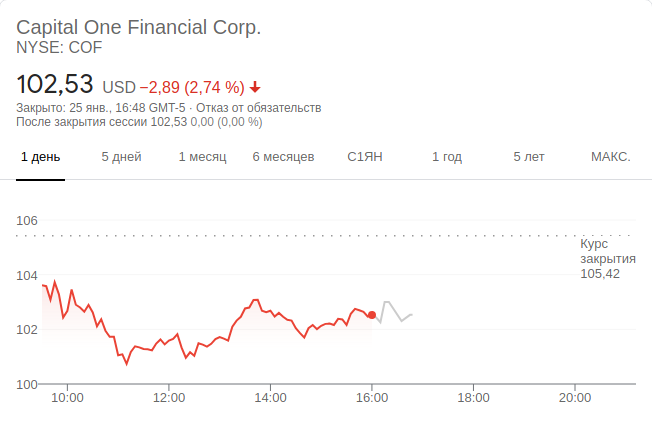 Capital One Financial Corp.
NYSE: COF
102,53 USD −2,89 (2,74 %)
Закрыто: 25 янв., 16:48 GMT-5 · Отказ от обязательств
После закрытия сессии 102,53 0,00 (0,00 %)
1 день 5 дней 1 месяц 6 месяцев С1ЯН 1 год 5 лет МАКС.
106
Курс
закрытия
105,42
104
102
100
10:00 12:00 14:00 16:00 18:00 20:00